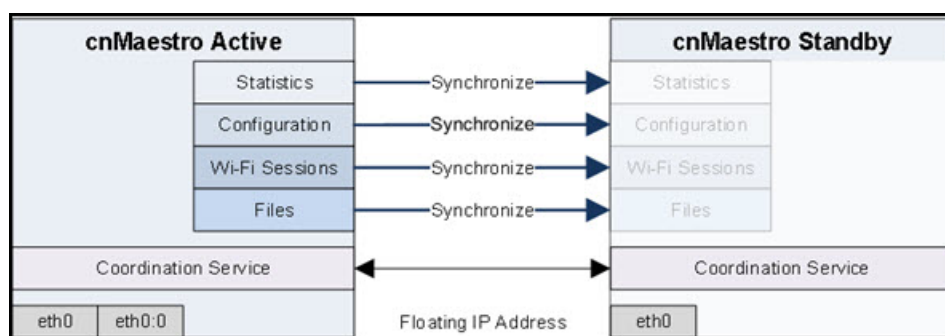 cnMaestro Active
cnMaestro Standby
Statistics
Synchronize
Statistics
Configuration
Synchronize
Configuration
Wi-Fi Sessions
Synchronize
Wi-Fi Sessions
Files
Synchronize
Files
Coordination Service
Coordination Service
eth0
eth0:0
Floating IP Address
eth0